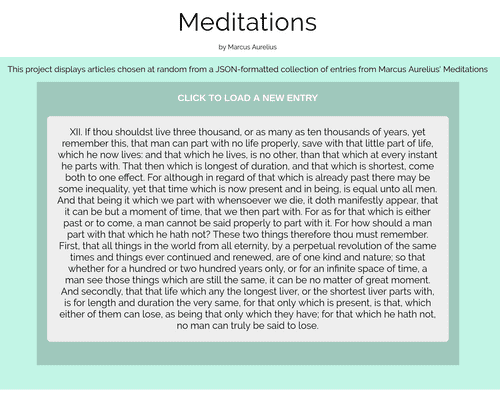 Meditations
by Marcus Aurelius
This project displays articles chosen at random from a JSON-formatted collection of entries from Marcus Aurelius' Meditations
CLICK TO LOAD A NEW ENTRY
XII. If thou shouldst live three thousand, or as many as ten thousands of years, yet
remember this, that man can part with no life properly, save with that little part of life,
which he now lives: and that which he lives, is no other, than that which at every instant
he parts with. That then which is longest of duration, and that which is shortest, come
both to one effect. For although in regard of that which is already past there may be
some inequality, yet that time which is now present and in being, is equal unto all men.
And that being it which we part with whensoever we die, it doth manifestly appear, that
it can be but a moment of time, that we then part with. For as for that which is either
past or to come, a man cannot be said properly to part with it. For how should a man
part with that which he hath not? These two things therefore thou must remember.
First, that all things in the world from all eternity, by a perpetual revolution of the same
times and things ever continued and renewed, are of one kind and nature; so that
whether for a hundred or two hundred years only, or for an infinite space of time, a
man see those things which are still the same, it can be no matter of great moment.
And secondly, that that life which any the longest liver, or the shortest liver parts with,
is for length and duration the very same, for that only which is present, is that, which
either of them can lose, as being that only which they have; for that which he hath not,
no man can truly be said to lose.